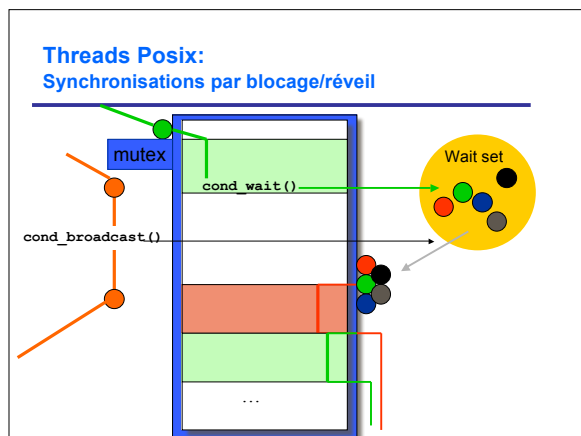 Threads Posix:
Synchronisations par blocage/réveil
mutex
Wait set
cond_wait()
cond_broadcast()
...